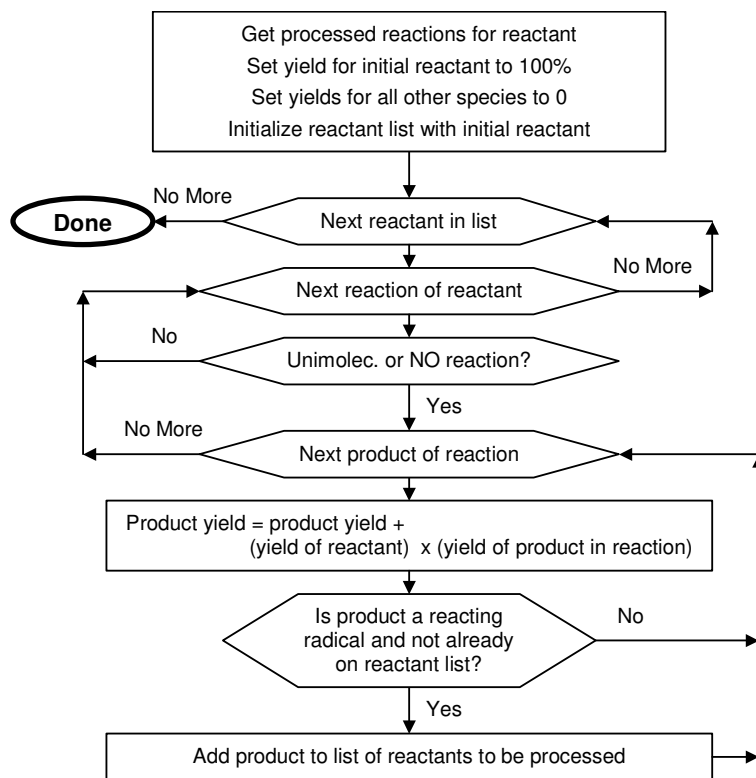 Get processed reactions for reactant
Set yield for initial reactant to 100%
Set yields for all other species to 0
Initialize reactant list with initial reactant
No More
Done
Next reactant in list
No More
Next reaction of reactant
No
Unimolec. or NO reaction?
Yes
No More
Next product of reaction
Product yield = product yield +
(yield of reactant) x (yield of product in reaction)
Is product a reacting
radical and not already
on reactant list?
No
Yes
Add product to list of reactants to be processed